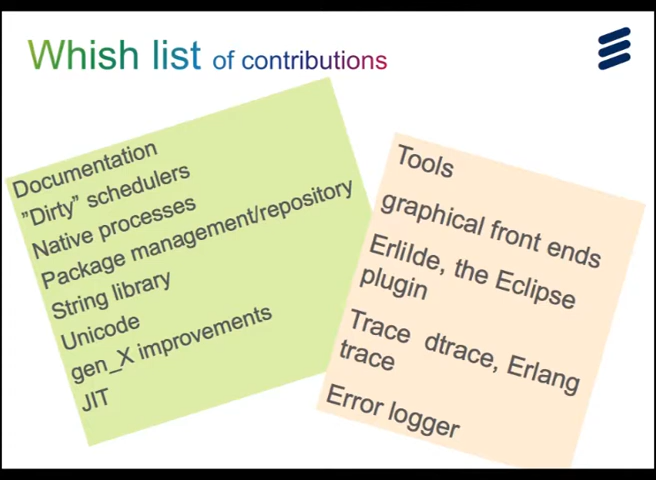 Whish list of contributions
Documentation
”Dirty” schedulers
Native processes
Package management/repository
String library
Unicode
gen_X improvements
JIT
Tools
graphical front ends
Erlilde, the Eclipse
plugin
Trace dtrace, Erlang
trace
Error logger